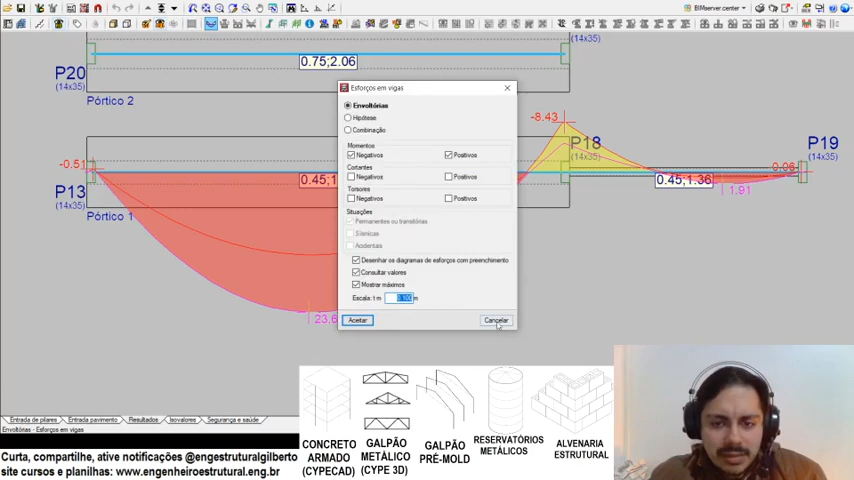 BIMserver.center
0.75;2.06
(14x35)
P20
(14x35)
Pórtico 2
Esforços em vigas
Envoltórias
Hipótese
Combinação
Momentos
Negativos
Positivos
Cortantes
Negativos
Positivos
Torsores
Negativos
Positivos
Situações
Permanentes ou transitórias
Sísmicas
Acidentais
Desenhar os diagramas de esforços com preenchimento
Consultar valores
Mostrar máximos
Escala: t·m
m
Aceitar
Cancelar
-8.43
P18
(14x35)
P19
(14x35)
-0.51
0.06
0.45;1
0.45;1.36
1.91
P13
(14x35)
Pórtico 1
23.6
Entrada de pilares
Entrada pavimento
Resultados
Isovalores
Segurança e saúde
Envoltórias - Esforços em vigas
CONCRETO
ARMADO
(CYPECAD)
GALPÃO
METÁLICO
(CYPE 3D)
GALPÃO
PRÉ-MOLD
RESERVATÓRIOS
METÁLICOS
ALVENARIA
ESTRUTURAL
Curta, compartilhe, ative notificações @engestruturalgilberto
site cursos e planilhas: www.engenheiroestrutural.eng.br